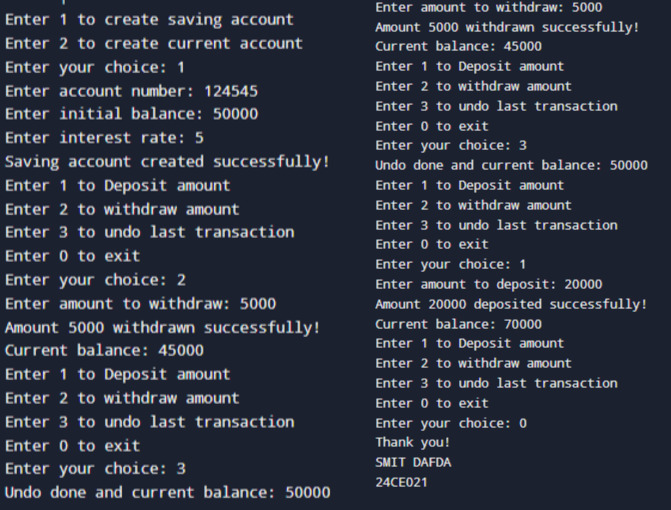 Enter 1 to create saving account
Enter 2 to create current account
Enter your choice: 1
Enter account number: 124545
Enter initial balance: 50000
Enter interest rate: 5
Saving account created successfully!
Enter 1 to Deposit amount
Enter 2 to withdraw amount
Enter 3 to undo last transaction
Enter 0 to exit
Enter your choice: 2
Enter amount to withdraw: 5000
Amount 5000 withdrawn successfully!
Current balance: 45000
Enter 1 to Deposit amount
Enter 2 to withdraw amount
Enter 3 to undo last transaction
Enter 0 to exit
Enter your choice: 3
Undo done and current balance: 50000
Enter amount to withdraw: 5000
Amount 5000 withdrawn successfully!
Current balance: 45000
Enter 1 to Deposit amount
Enter 2 to withdraw amount
Enter 3 to undo last transaction
Enter 0 to exit
Enter your choice: 3
Undo done and current balance: 50000
Enter 1 to Deposit amount
Enter 2 to withdraw amount
Enter 3 to undo last transaction
Enter 0 to exit
Enter your choice: 1
Enter amount to deposit: 20000
Amount 20000 deposited successfully!
Current balance: 70000
Enter 1 to Deposit amount
Enter 2 to withdraw amount
Enter 3 to undo last transaction
Enter 0 to exit
Enter your choice: 0
Thank you!
SMIT DAFDA
24CE021